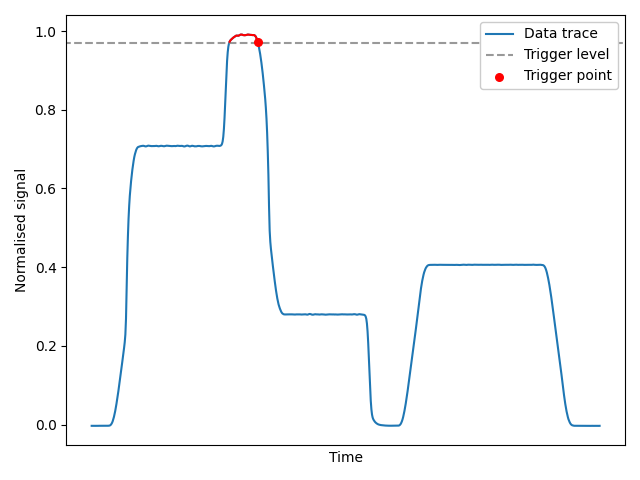 1.0
0.8
0.6
0.4
0.2
0.0
Normalised signal
Time
Data trace
Trigger level
Trigger point